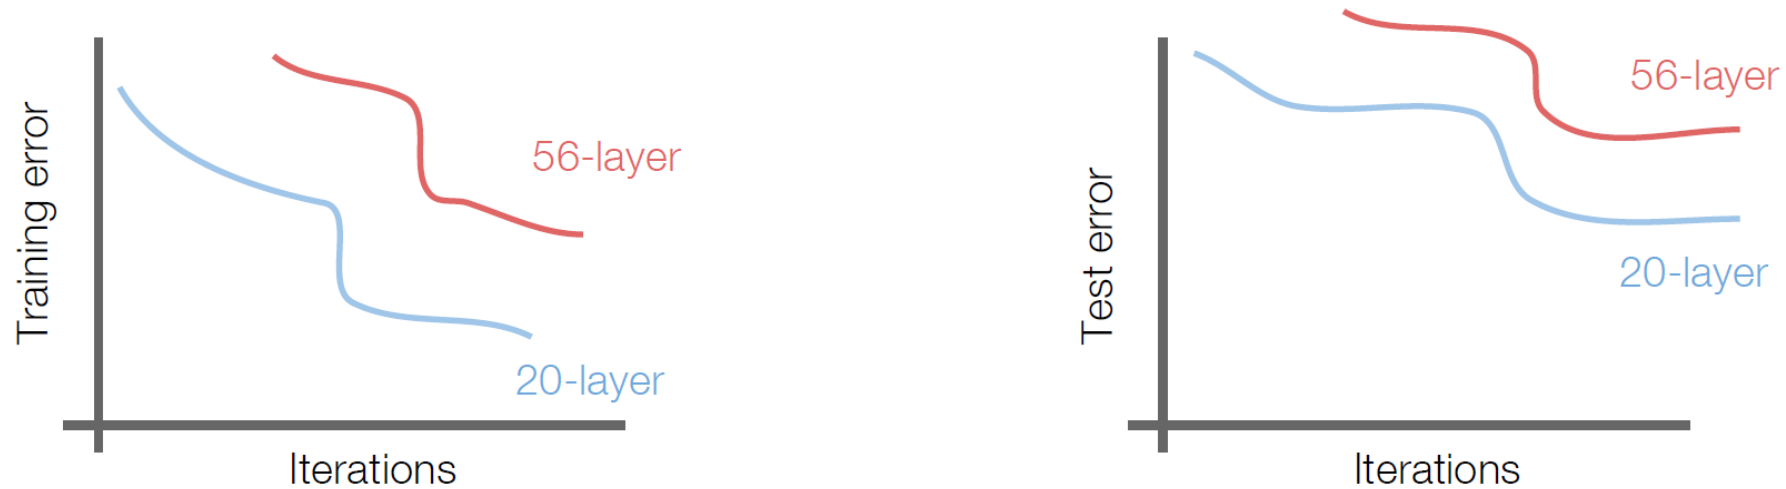 Training error
56-layer
20-layer
Iterations
Test error
56-layer
20-layer
Iterations